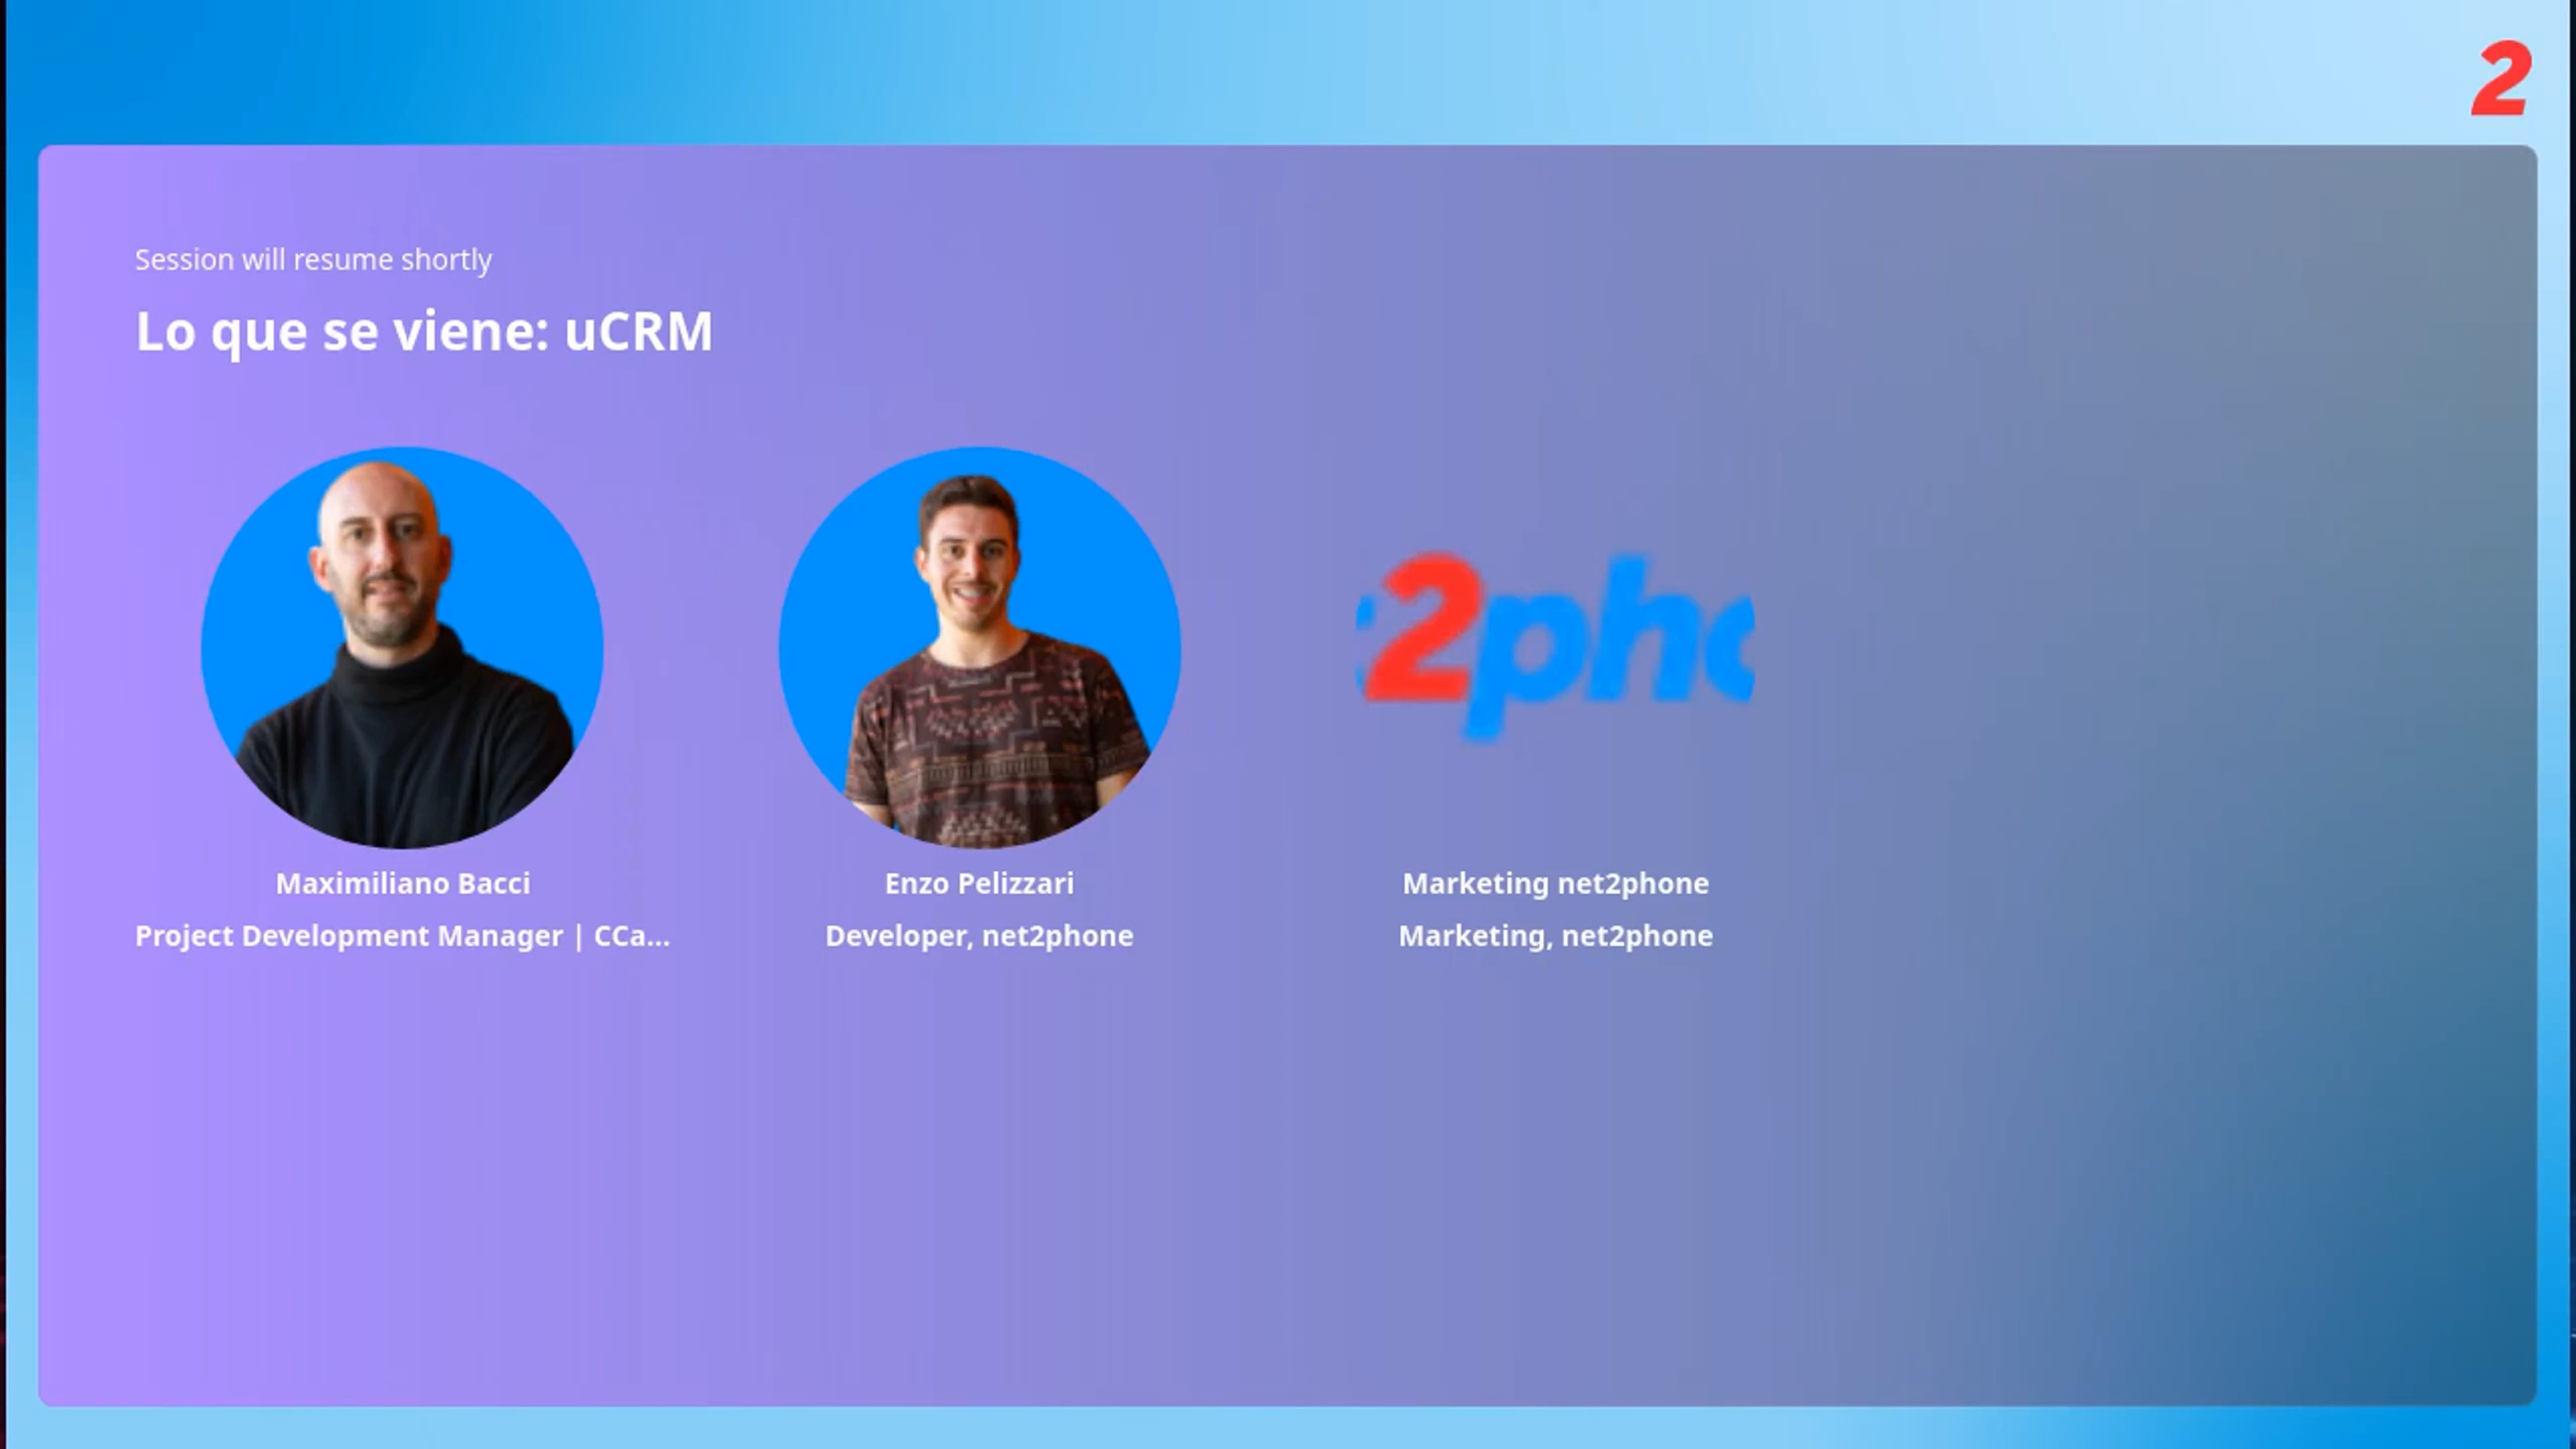 2
Session will resume shortly
Lo que se viene: uCRM
2pho
Maximiliano Bacci
Enzo Pelizzari
Marketing net2phone
Project Development Manager | CCa...
Developer, net2phone
Marketing, net2phone